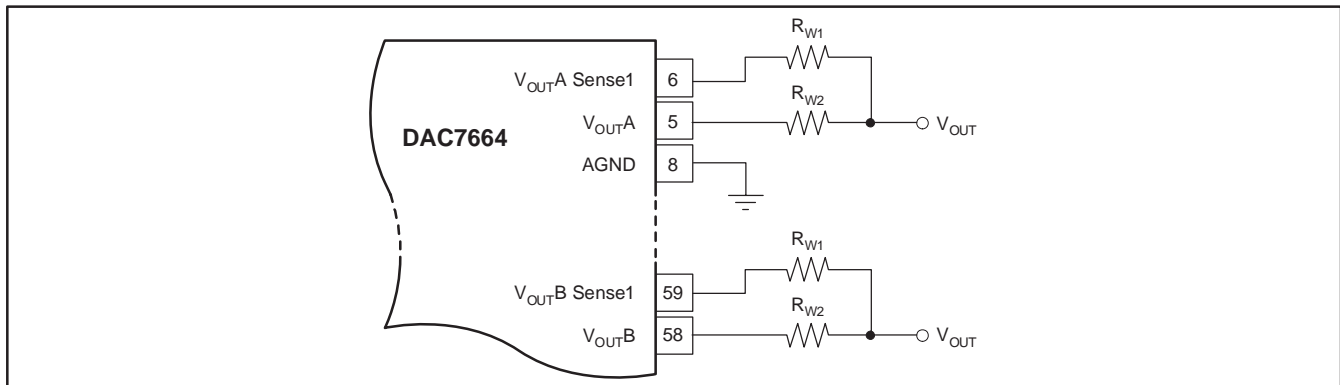 R_W1
V_OUTA Sense1 6
R_W2
V_OUTA 5 V_OUT
DAC7664
AGND 8
R_W1
V_OUTB Sense1 59
R_W2
V_OUTB 58 V_OUT